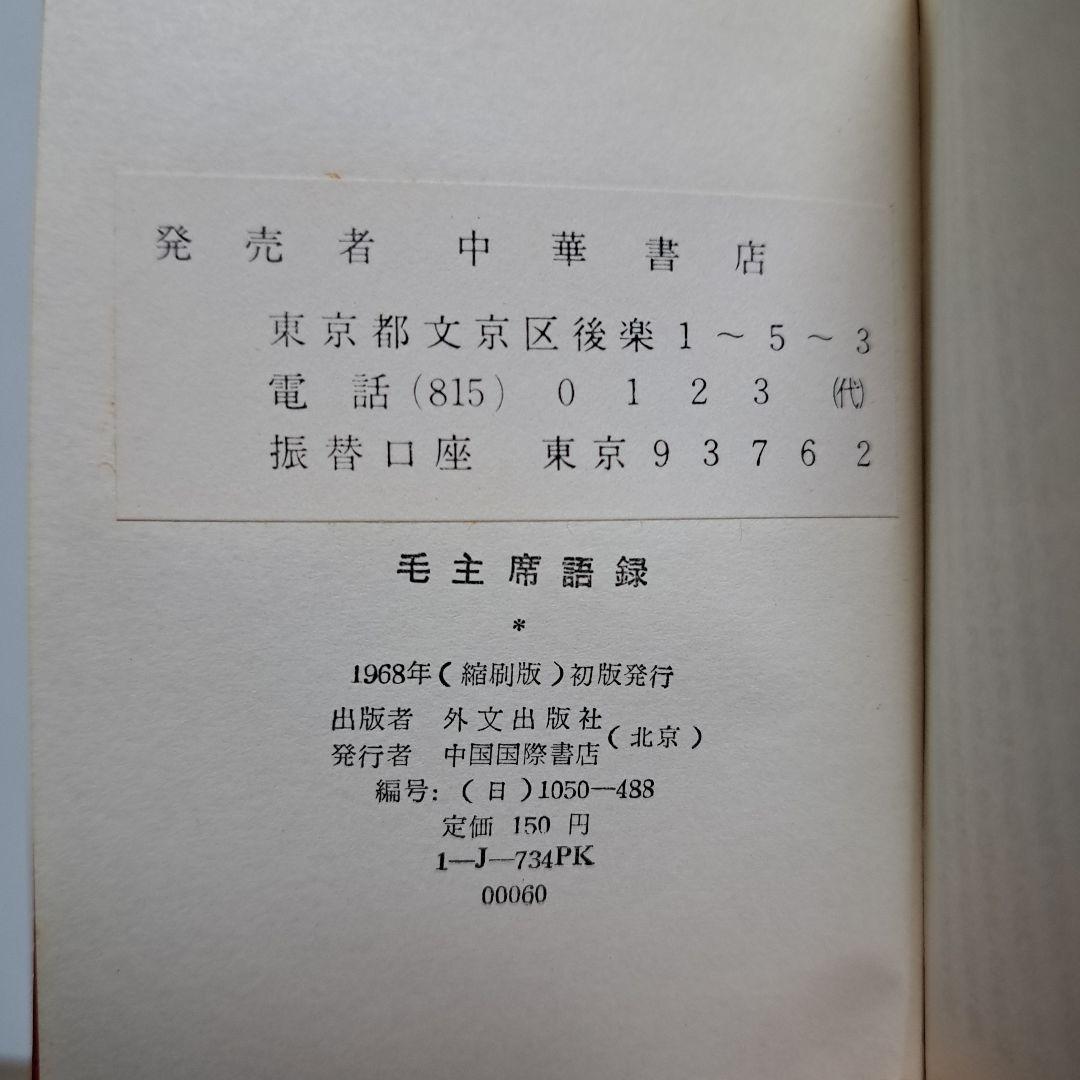 発売者 中華書店
東京都文京区後楽1～5～3
電話(815)0123㈹
振替口座 東京93762
毛主席語録
*
1968年(縮刷版)初版発行
出版者 外文出版社
発行者 中国国際書店(北京)
編号:(日)1050—488
定価 150 円
1—J—734PK
00060